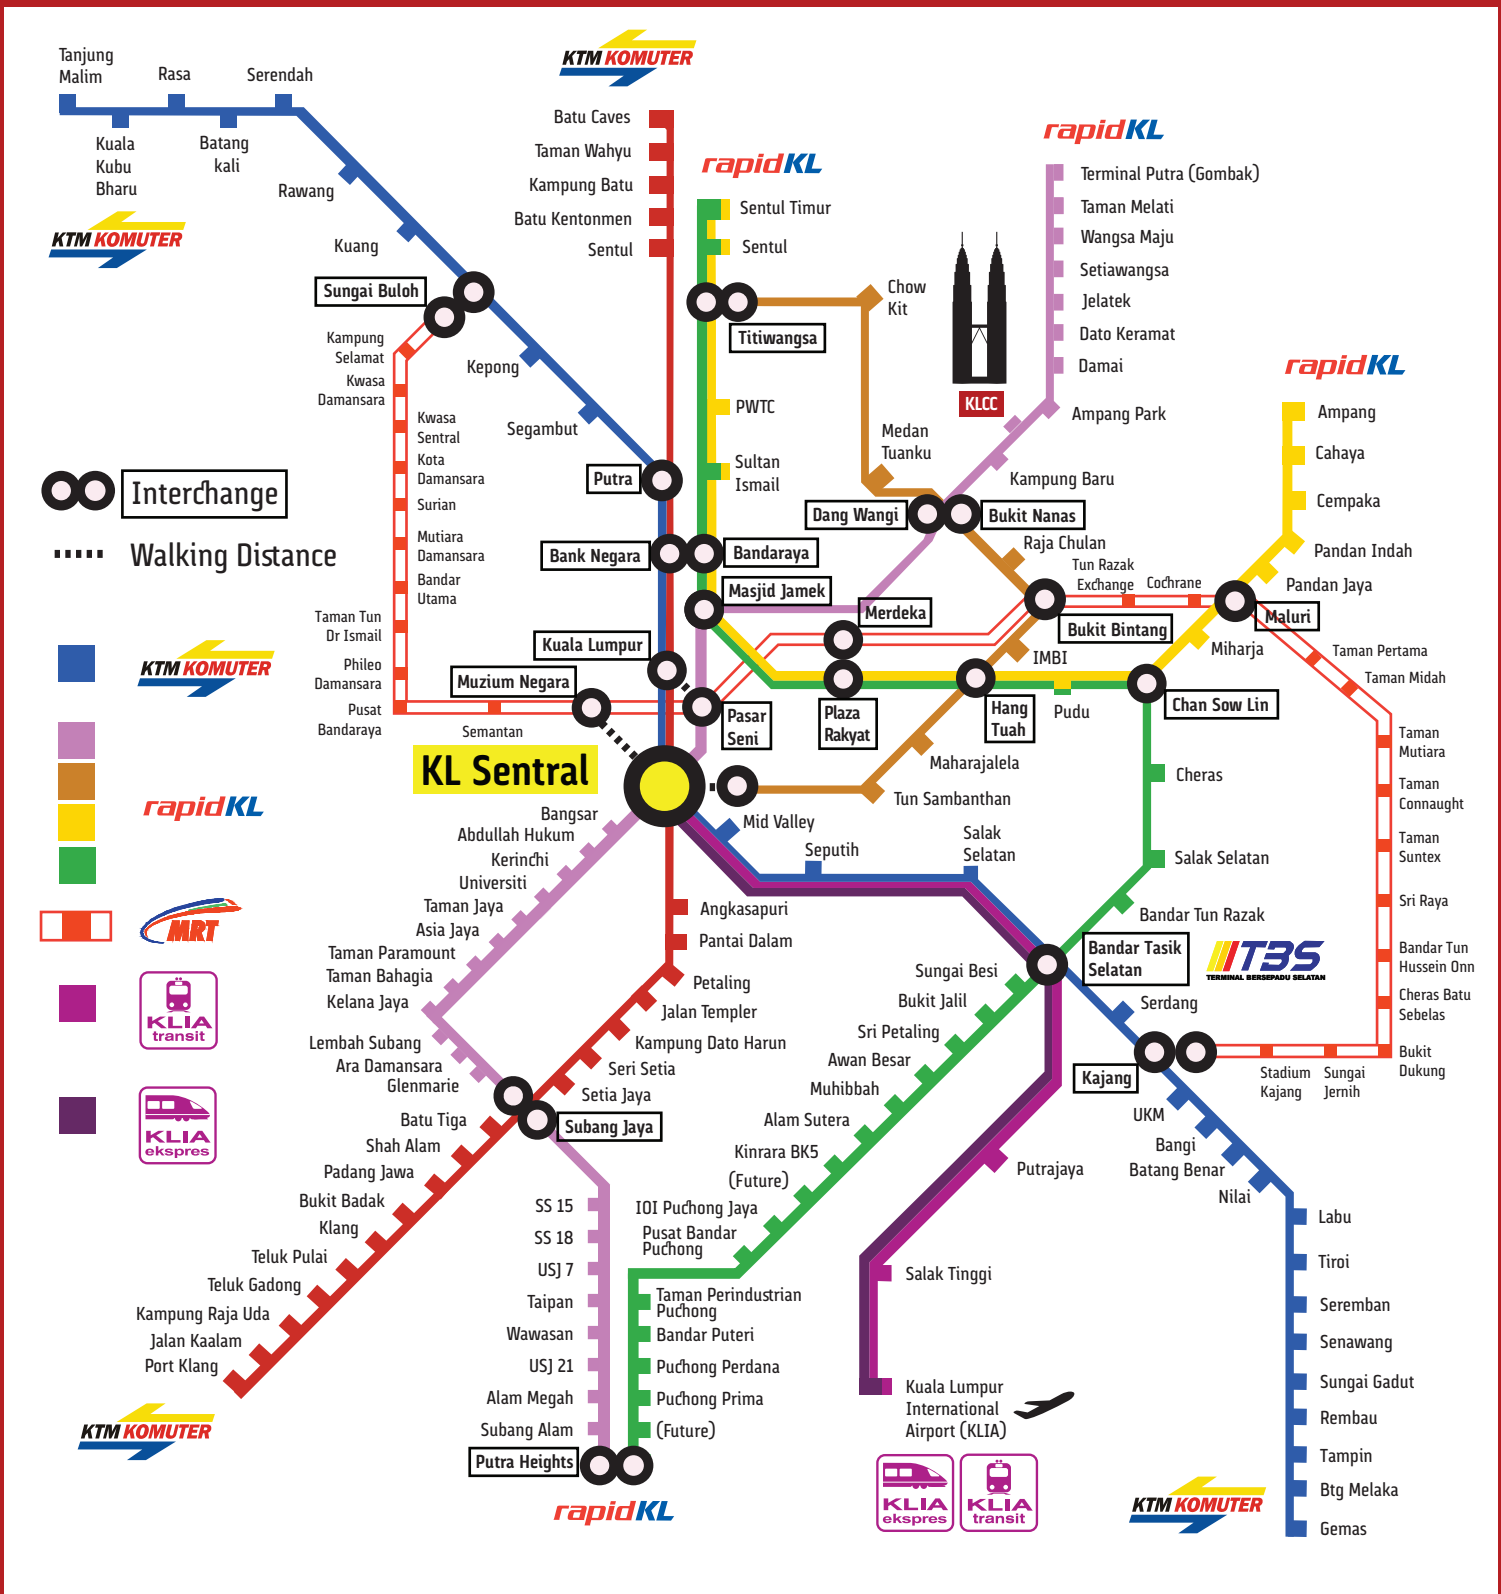 KTM KOMUTER
Tanjung
Malim
Rasa
Serendah
Kuala
Kubu
Bharu
Batang
kali
Rawang
KTM KOMUTER
Kuang
Sungai Buloh
Batu Caves
Taman Wahyu
Kampung Batu
Batu Kentonmen
Sentul
rapidKL
Sentul Timur
Sentul
Titiwangsa
PWTC
Sultan
Ismail
Chow
Kit
Medan
Tuanku
KLCC
rapidKL
Terminal Putra (Gombak)
Taman Melati
Wangsa Maju
Setiawangsa
Jelatek
Dato Keramat
Damai
Ampang Park
Kampung Baru
rapidKL
Ampang
Cahaya
Cempaka
Pandan Indah
Pandan Jaya
Kampung
Selamat
Kwasa
Damansara
Kwasa
Sentral
Kota
Damansara
Surian
Mutiara
Damansara
Bandar
Utama
Taman Tun
Dr Ismail
Phileo
Damansara
Pusat
Bandaraya
Semantan
Kepong
Segambut
Putra
Interchange
Walking Distance
Bank Negara
Bandaraya
Dang Wangi
Bukit Nanas
Raja Chulan
Tun Razak
Exchange
Cochrane
Masjid Jamek
Merdeka
Bukit Bintang
Maluri
Kuala Lumpur
Muzium Negara
Pasar
Seni
Plaza
Rakyat
IMBI
Hang
Tuah
Pudu
Miharja
Chan Sow Lin
Taman Pertama
Taman Midah
Taman
Mutiara
Taman
Connaught
Taman
Suntex
Sri Raya
Bandar Tun
Hussein Onn
Cheras Batu
Sebelas
Bukit
Dukung
Sungai
Jernih
Stadium
Kajang
KTM KOMUTER
rapidKL
MRT
KLIA
transit
KLIA
ekspres
KL Sentral
Maharajalela
Tun Sambanthan
Cheras
Salak Selatan
Bandar Tun Razak
Mid Valley
Seputih
Salak
Selatan
Bandar Tasik
Selatan
TBS
TERMINAL BERSEPADU SELATAN
Serdang
Kajang
UKM
Bangi
Batang Benar
Nilai
Labu
Tiroi
Seremban
Senawang
Sungai Gadut
Rembau
Tampin
Btg Melaka
Gemas
KTM KOMUTER
Bangsar
Abdullah Hukum
Kerinchi
Universiti
Taman Jaya
Asia Jaya
Taman Paramount
Taman Bahagia
Kelana Jaya
Lembah Subang
Ara Damansara
Glenmarie
Angkasapuri
Pantai Dalam
Petaling
Jalan Templer
Kampung Dato Harun
Seri Setia
Setia Jaya
Subang Jaya
Batu Tiga
Shah Alam
Padang Jawa
Bukit Badak
Klang
Teluk Pulai
Teluk Gadong
Kampung Raja Uda
Jalan Kaalam
Port Klang
KTM KOMUTER
SS 15
SS 18
USJ 7
Taipan
Wawasan
USJ 21
Alam Megah
Subang Alam
Putra Heights
rapidKL
Sungai Besi
Bukit Jalil
Sri Petaling
Awan Besar
Muhibbah
Alam Sutera
Kinrara BK5
(Future)
IOI Puchong Jaya
Pusat Bandar
Puchong
Taman Perindustrian
Puchong
Bandar Puteri
Puchong Perdana
Puchong Prima
(Future)
Putrajaya
Salak Tinggi
Kuala Lumpur
International
Airport (KLIA)
KLIA
ekspres
KLIA
transit